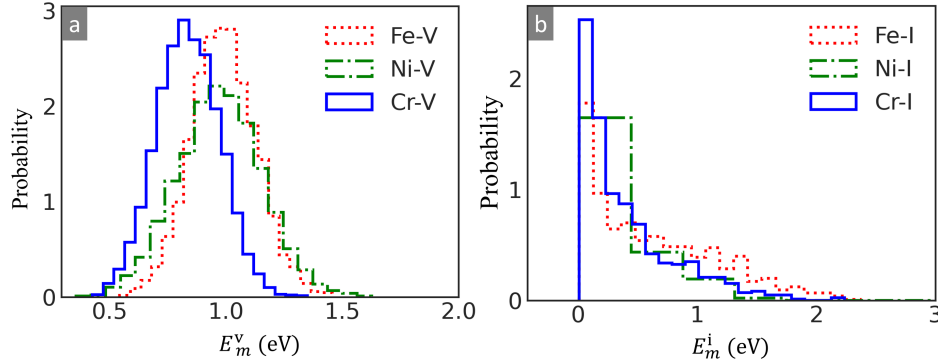 a
3
2
1
0
Probability
Fe-V
Ni-V
Cr-V
0.5
1.0
1.5
2.0
E_m^v (eV)
b
2
1
0
Probability
Fe-I
Ni-I
Cr-I
0
1
2
3
E_m^i (eV)